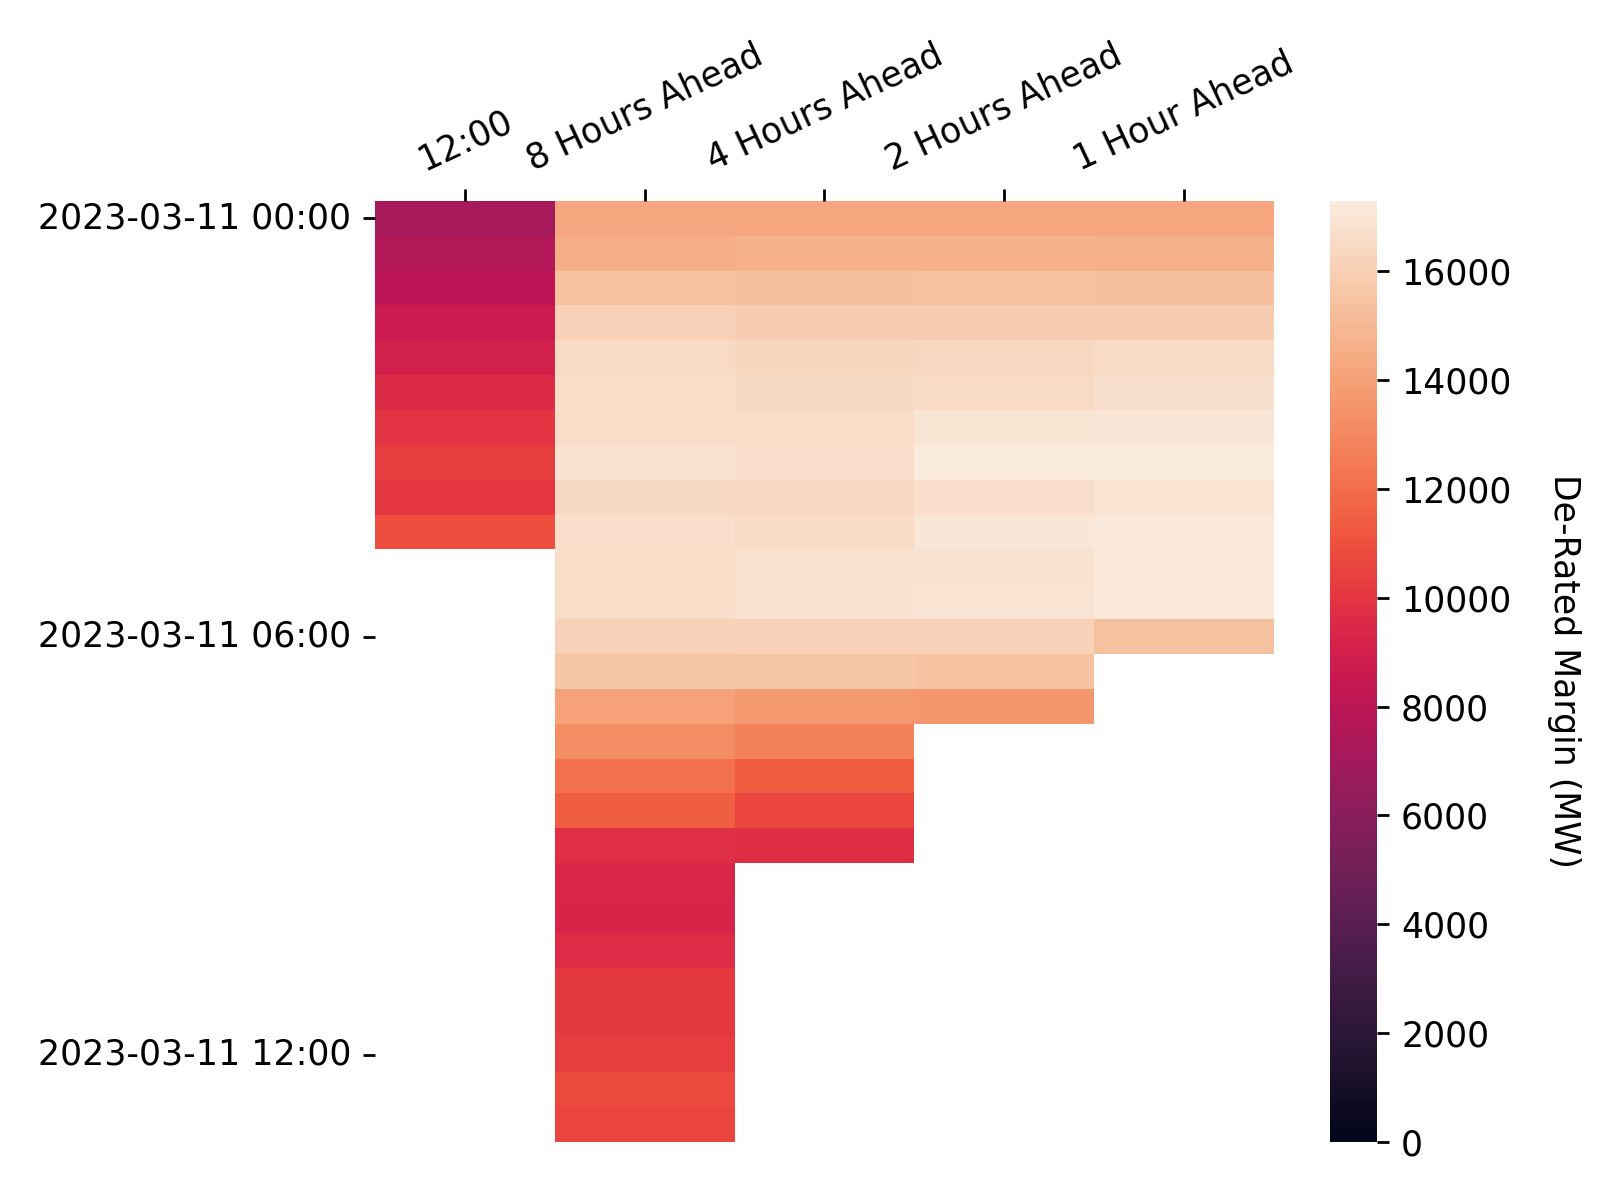 12:00
8 Hours Ahead
4 Hours Ahead
2 Hours Ahead
1 Hour Ahead
2023-03-11 00:00
2023-03-11 06:00
2023-03-11 12:00
16000
14000
12000
10000
8000
6000
4000
2000
0
De-Rated Margin (MW)